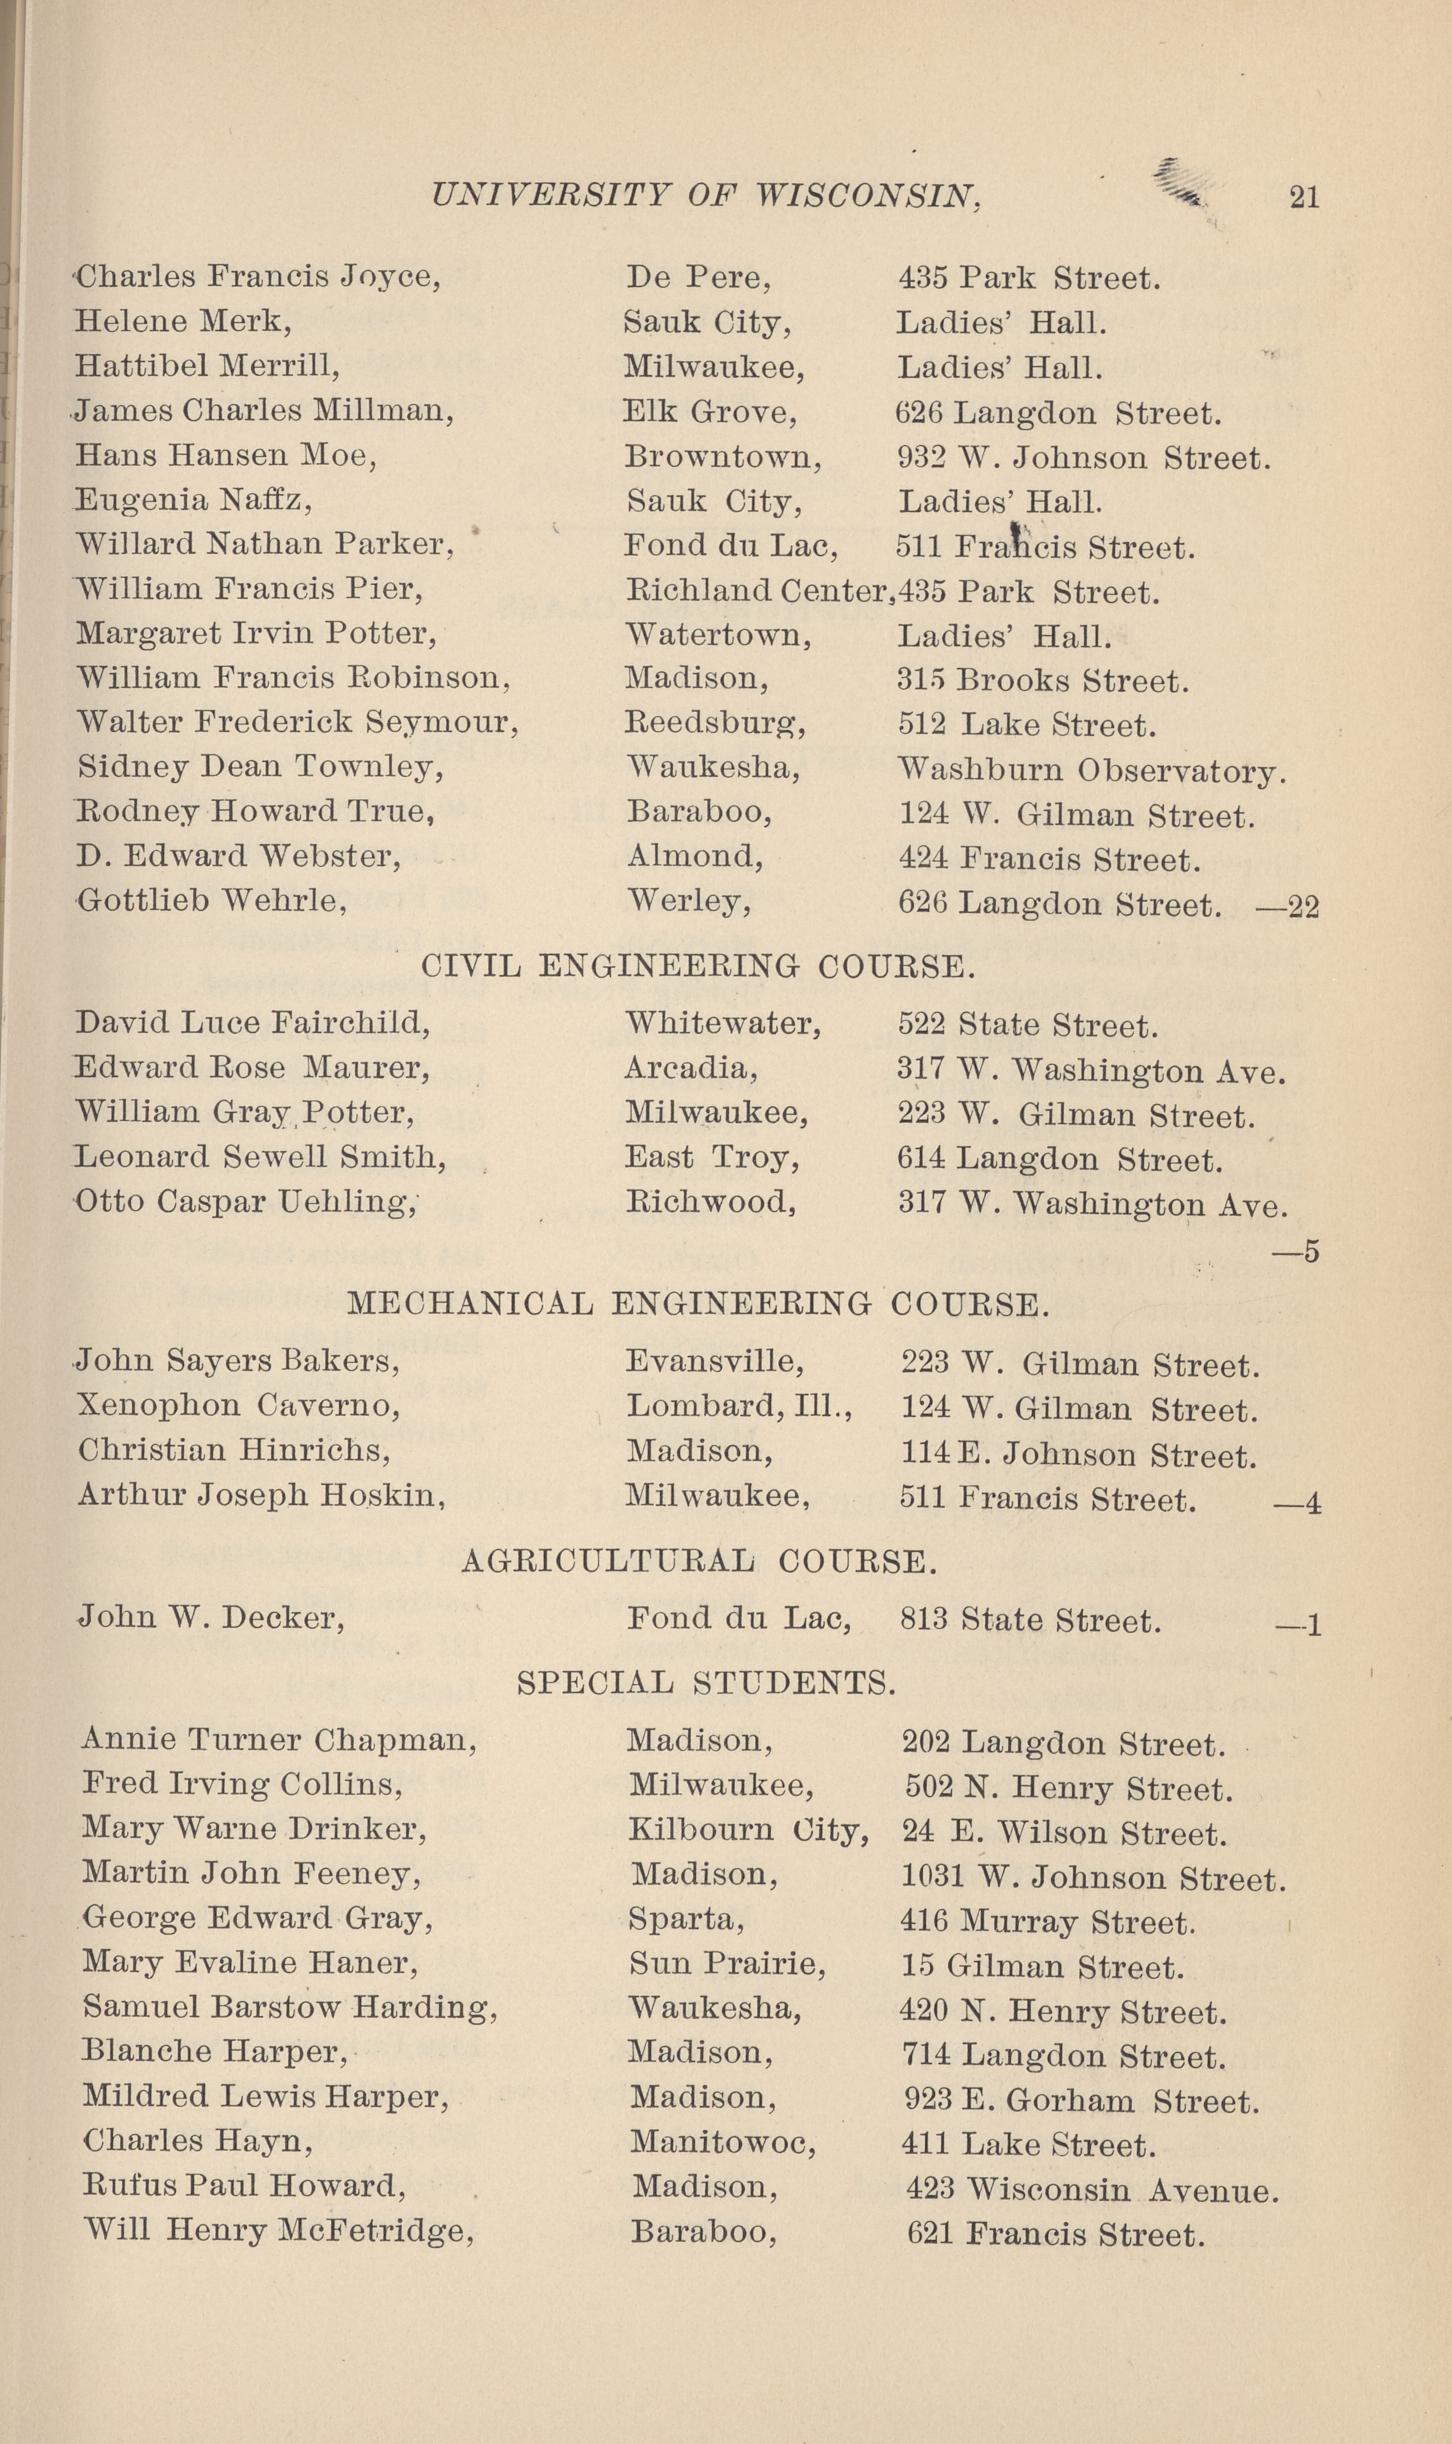 UNIVERSITY OF WISCONSIN, 21
Charles Francis Joyce, De Pere, 435 Park Street.
Helene Merk, Sauk City, Ladies' Hall.
Hattibel Merrill, Milwaukee, Ladies' Hall.
James Charles Millman, Elk Grove, 626 Langdon Street.
Hans Hansen Moe, Browntown, 932 W. Johnson Street.
Eugenia Naffz, Sauk City, Ladies' Hall.
Willard Nathan Parker, Fond du Lac, 511 Francis Street.
William Francis Pier, Richland Center, 435 Park Street.
Margaret Irvin Potter, Watertown, Ladies' Hall.
William Francis Robinson, Madison, 315 Brooks Street.
Walter Frederick Seymour, Reedsburg, 512 Lake Street.
Sidney Dean Townley, Waukesha, Washburn Observatory.
Rodney Howard True, Baraboo, 124 W. Gilman Street.
D. Edward Webster, Almond, 424 Francis Street.
Gottlieb Wehrle, Werley, 626 Langdon Street. —22
CIVIL ENGINEERING COURSE.
David Luce Fairchild, Whitewater, 522 State Street.
Edward Rose Maurer, Arcadia, 317 W. Washington Ave.
William Gray Potter, Milwaukee, 223 W. Gilman Street.
Leonard Sewell Smith, East Troy, 614 Langdon Street.
Otto Caspar Uehling, Richwood, 317 W. Washington Ave.
—5
MECHANICAL ENGINEERING COURSE.
John Sayers Bakers, Evansville, 223 W. Gilman Street.
Xenophon Caverno, Lombard, Ill., 124 W. Gilman Street.
Christian Hinrichs, Madison, 114 E. Johnson Street.
Arthur Joseph Hoskin, Milwaukee, 511 Francis Street. —4
AGRICULTURAL COURSE.
John W. Decker, Fond du Lac, 813 State Street. —1
SPECIAL STUDENTS.
Annie Turner Chapman, Madison, 202 Langdon Street.
Fred Irving Collins, Milwaukee, 502 N. Henry Street.
Mary Warne Drinker, Kilbourn City, 24 E. Wilson Street.
Martin John Feeney, Madison, 1031 W. Johnson Street.
George Edward Gray, Sparta, 416 Murray Street.
Mary Evaline Haner, Sun Prairie, 15 Gilman Street.
Samuel Barstow Harding, Waukesha, 420 N. Henry Street.
Blanche Harper, Madison, 714 Langdon Street.
Mildred Lewis Harper, Madison, 923 E. Gorham Street.
Charles Hayn, Manitowoc, 411 Lake Street.
Rufus Paul Howard, Madison, 423 Wisconsin Avenue.
Will Henry McFetridge, Baraboo, 621 Francis Street.